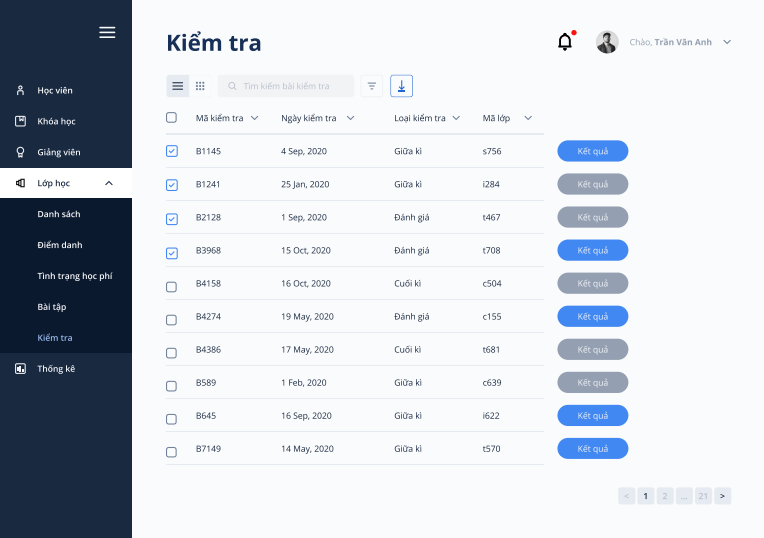 Kiểm tra
Chào, Trần Vân Anh
Học viên
Khóa học
Giảng viên
Lớp học
Danh sách
Điểm danh
Tình trạng học phí
Bài tập
Kiểm tra
Thống kê
Tìm kiếm bài kiểm tra
Mã kiểm tra Ngày kiểm tra Loại kiểm tra Mã lớp
B1145 4 Sep, 2020 Giữa kì s756 Kết quả
B1241 25 Jan, 2020 Giữa kì i284 Kết quả
B2128 1 Sep, 2020 Đánh giá t467 Kết quả
B3968 15 Oct, 2020 Đánh giá t708 Kết quả
B4158 16 Oct, 2020 Cuối kì c504 Kết quả
B4274 19 May, 2020 Đánh giá c155 Kết quả
B4386 17 May, 2020 Cuối kì t681 Kết quả
B589 1 Feb, 2020 Giữa kì c639 Kết quả
B645 16 Sep, 2020 Giữa kì i622 Kết quả
B7149 14 May, 2020 Giữa kì t570 Kết quả
< 1 2 ... 21 >